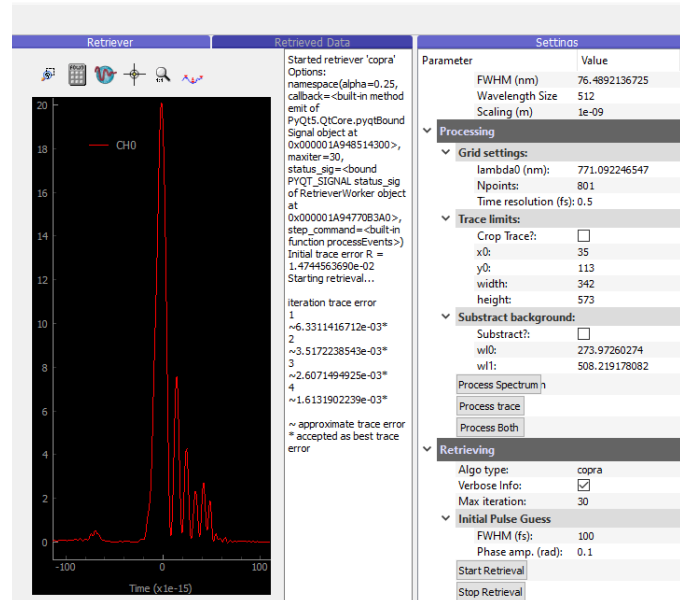 Retriever
Retrieved Data
Settings
FOLIO
CH0
20
18
16
14
12
10
8
6
4
2
0
-100
0
100
Time (x1e-15)
Started retriever 'copra'
Options:
namespace(alpha=0.25,
callback=<built-in method
emit of
PyQt5.QtCore.pyqtBound
Signal object at
0x000001A948514300>,
maxiter=30,
status_sig=<bound
PYQT_SIGNAL status_sig
of RetrieverWorker object
at
0x000001A94770B3A0>,
step_command=<built-in
function processEvents>)
Initial trace error R =
1.4744563690e-02
Starting retrieval...
iteration trace error
1
~6.3311416712e-03*
2
~3.5172238543e-03*
3
~2.6071494925e-03*
4
~1.6131902239e-03*
~ approximate trace error
* accepted as best trace
error
Parameter Value
FWHM (nm) 76.4892136725
Wavelength Size 512
Scaling (m) 1e-09
Processing
Grid settings:
lambda0 (nm): 771.092246547
Npoints: 801
Time resolution (fs): 0.5
Trace limits:
Crop Trace?:
x0: 35
y0: 113
width: 342
height: 573
Substract background:
Substract?:
wl0: 273.97260274
wl1: 508.219178082
Process Spectrum
Process trace
Process Both
Retrieving
Algo type: copra
Verbose Info:
Max iteration: 30
Initial Pulse Guess
FWHM (fs): 100
Phase amp. (rad): 0.1
Start Retrieval
Stop Retrieval